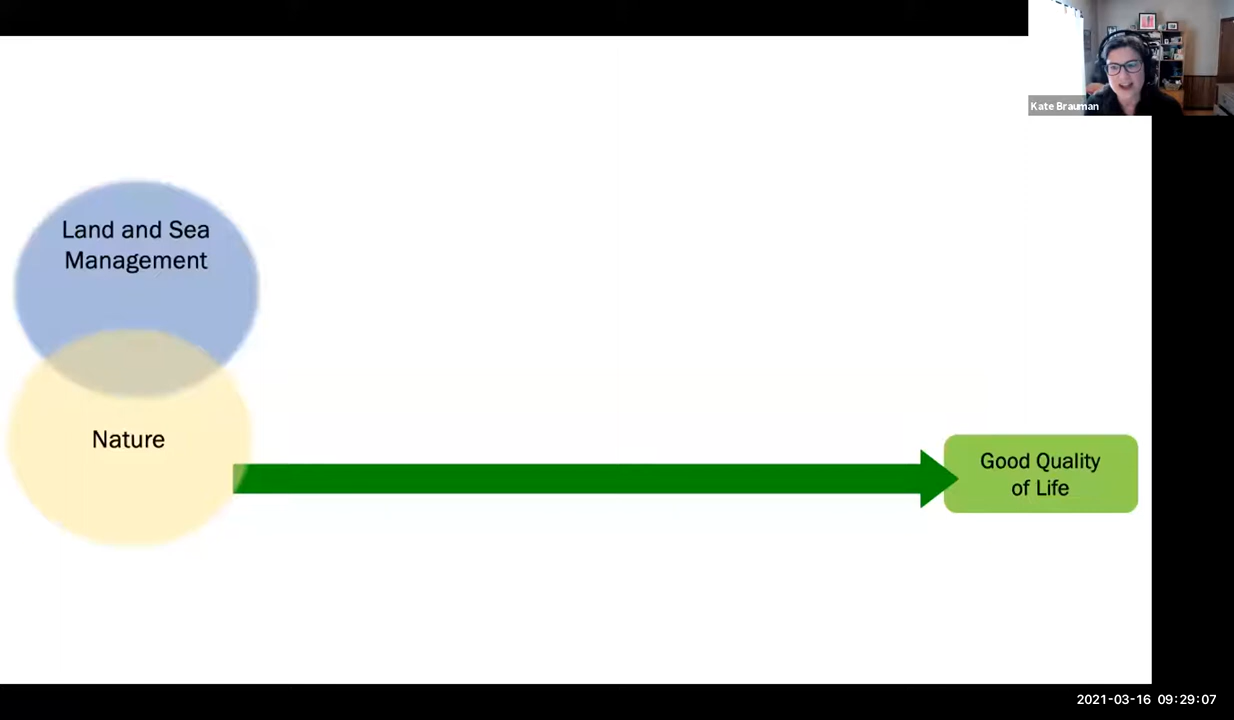 Kate Brauman
Land and Sea
Management
Nature
Good Quality
of Life
2021-03-16 09:29:07